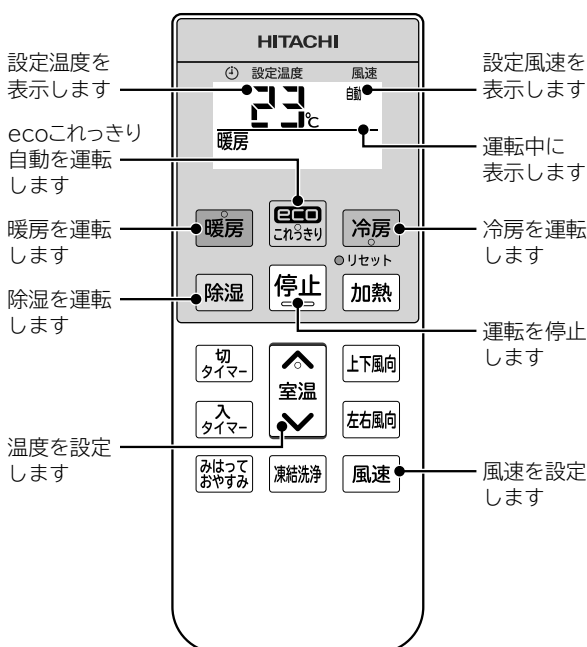 HITACHI
設定温度を
表示します
設定温度 風速
設定風速を
表示します
自動
23℃
暖房
ecoこれっきり
自動を運転
します
運転中に
表示します
暖房を運転
します
暖房
eco
これっきり
冷房
冷房を運転
します
リセット
除湿を運転
します
除湿
停止
加熱
運転を停止
します
切
タイマー
室温
上下風向
入
タイマー
左右風向
温度を設定
します
みはって
おやすみ
凍結洗浄
風速
風速を設定
します